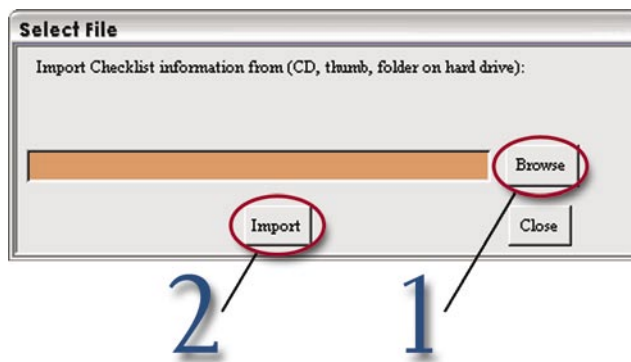 Select File
Import Checklist information from (CD, thumb, folder on hard drive):
Browse
Import
Close
2
1